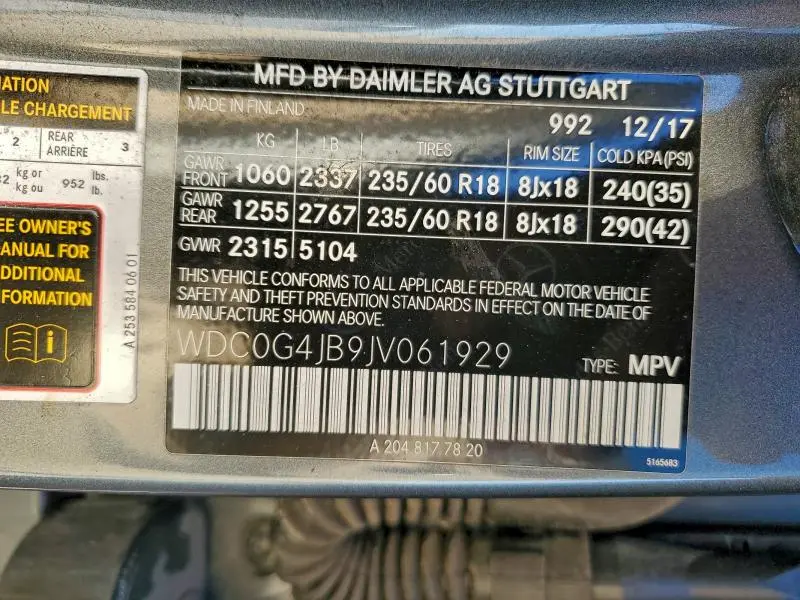 ATION
LE CHARGEMENT
2 REAR ARRIÈRE 3
kg or lbs.
kg ou 952 lb.
EE OWNER'S
ANUAL FOR
DDITIONAL
FORMATION
A 253 584 06 01
MFD BY DAIMLER AG STUTTGART
MADE IN FINLAND
992 12/17
KG LB TIRES RIM SIZE COLD KPA(PSI)
GAWR FRONT 1060 2337 235/60 R18 8Jx18 240(35)
GAWR REAR 1255 2767 235/60 R18 8Jx18 290(42)
GVWR 2315 5104
THIS VEHICLE CONFORMS TO ALL APPLICABLE FEDERAL MOTOR VEHICLE
SAFETY AND THEFT PREVENTION STANDARDS IN EFFECT ON THE DATE OF
MANUFACTURE SHOWN ABOVE.
WDC0G4JB9JV061929
TYPE: MPV
A 204 817 78 20
5165683